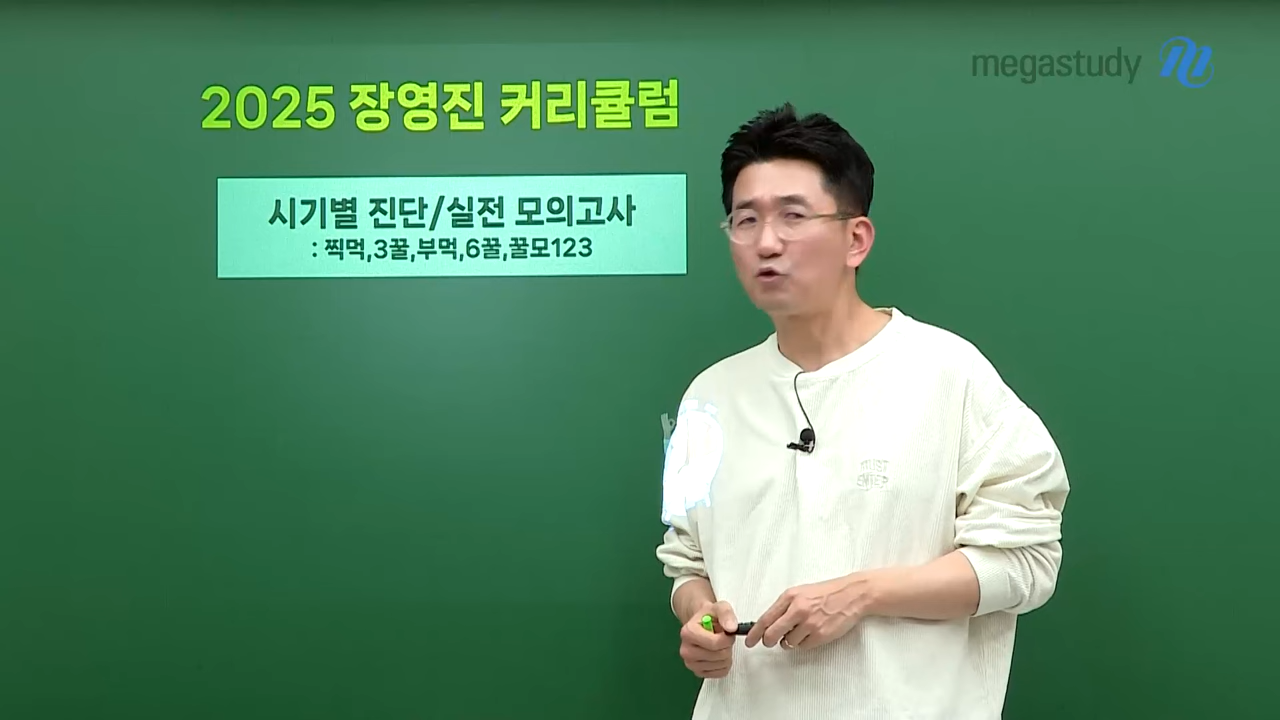 megastudy
2025 장영진 커리큘럼
시기별 진단/실전 모의고사
: 찍먹,3꿀,부먹,6꿀,꿀모123